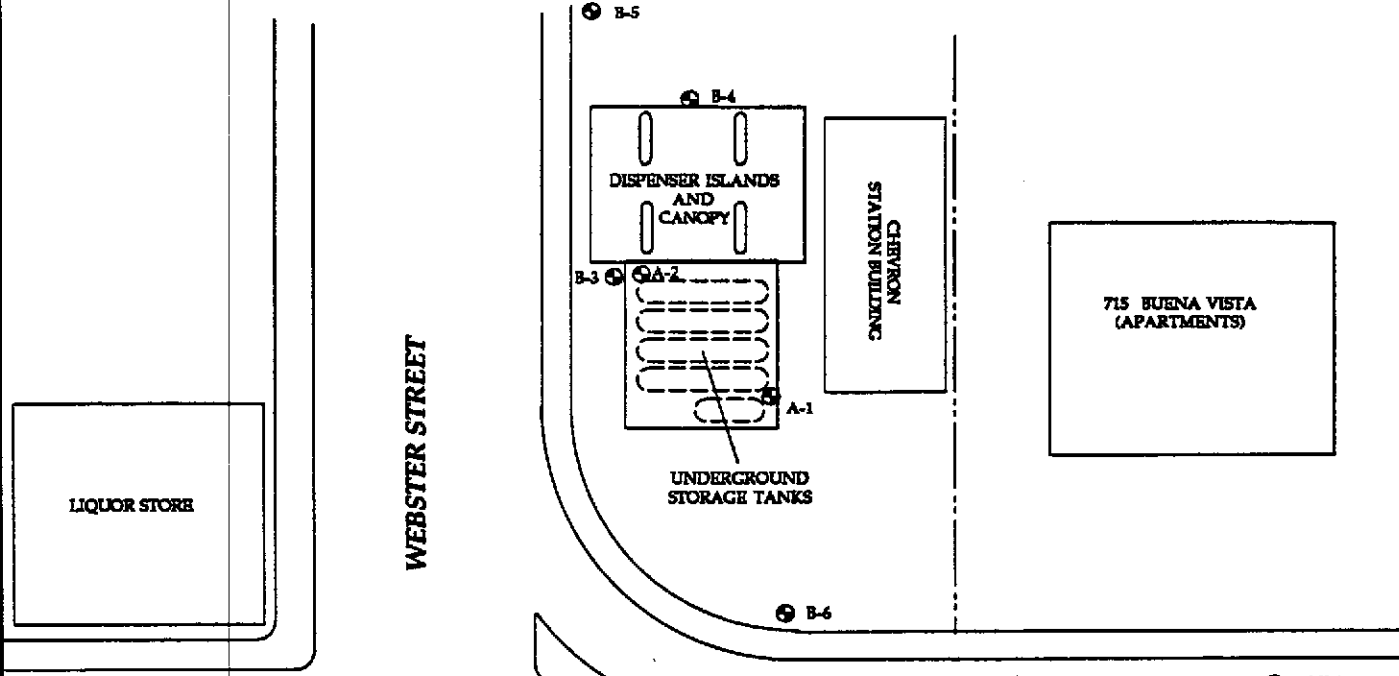 B-5
B-4
DISPENSER ISLANDS
AND
CANOPY
B-3
A-2
CHEVRON
STATION BUILDING
715 BUENA VISTA
(APARTMENTS)
WEBSTER STREET
A-1
UNDERGROUND
STORAGE TANKS
LIQUOR STORE
B-6